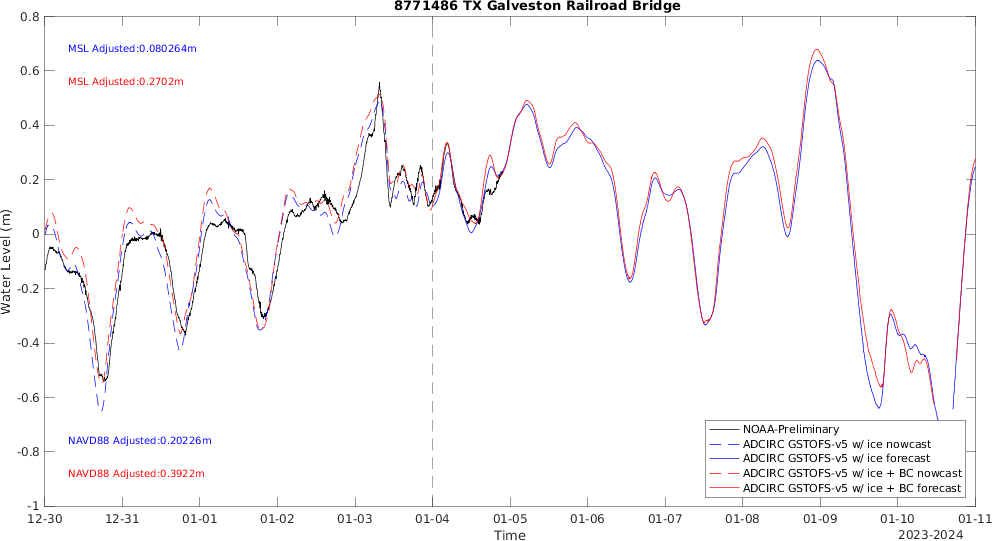 8771486 TX Galveston Railroad Bridge
0.8
0.6
0.4
0.2
0
-0.2
-0.4
-0.6
-0.8
-1
Water Level (m)
MSL Adjusted:0.080264m
MSL Adjusted:0.2702m
NAVD88 Adjusted:0.20226m
NAVD88 Adjusted:0.3922m
NOAA-Preliminary
ADCIRC GSTOFS-v5 w/ ice nowcast
ADCIRC GSTOFS-v5 w/ ice forecast
ADCIRC GSTOFS-v5 w/ ice + BC nowcast
ADCIRC GSTOFS-v5 w/ ice + BC forecast
12-30 12-31 01-01 01-02 01-03 01-04 01-05 01-06 01-07 01-08 01-09 01-10 01-11
Time
2023-2024